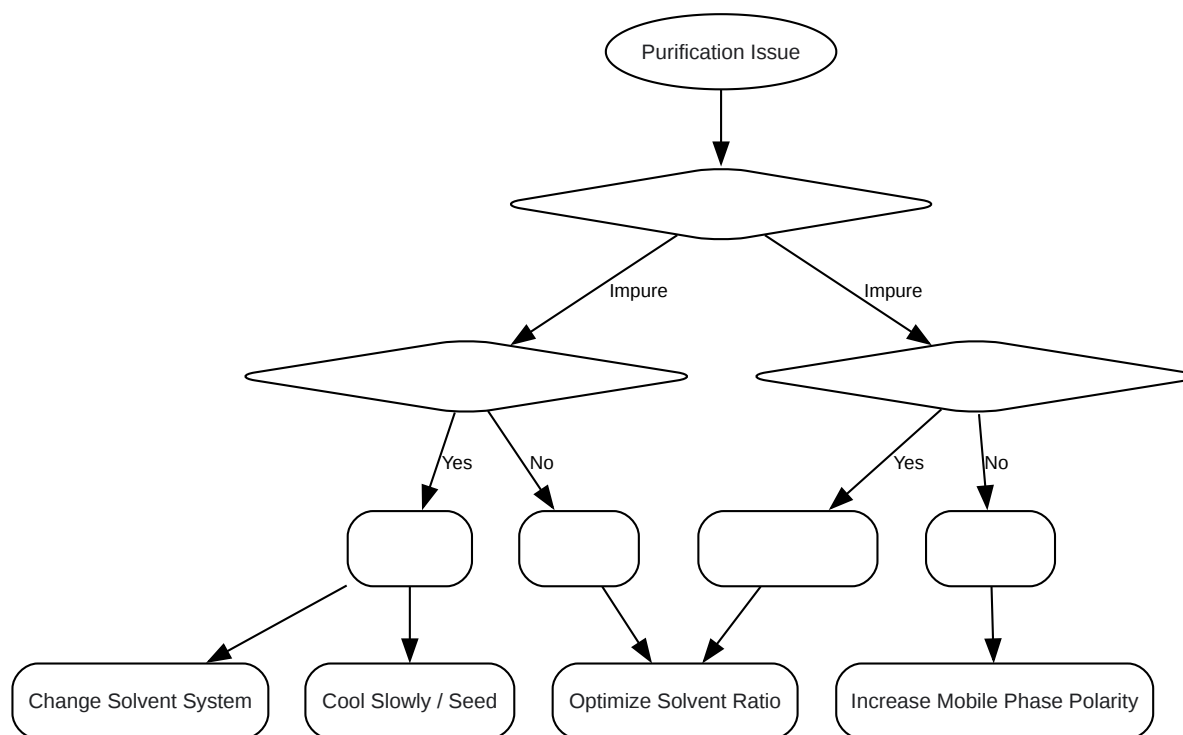 Purification Issue
Impure
Impure
Yes
No
Yes
No
Change Solvent System
Cool Slowly / Seed
Optimize Solvent Ratio
Increase Mobile Phase Polarity